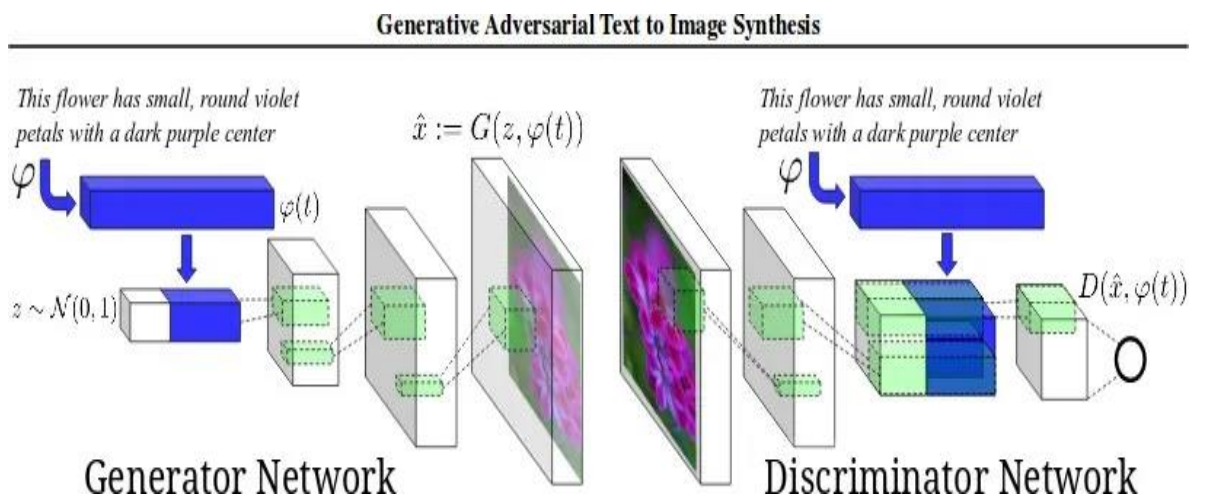 Generative Adversarial Text to Image Synthesis
This flower has small, round violet
petals with a dark purple center
φ
φ(t)
z ~ N(0, 1)
x̂ := G(z, φ(t))
Generator Network
This flower has small, round violet
petals with a dark purple center
φ
D(x̂, φ(t))
Discriminator Network